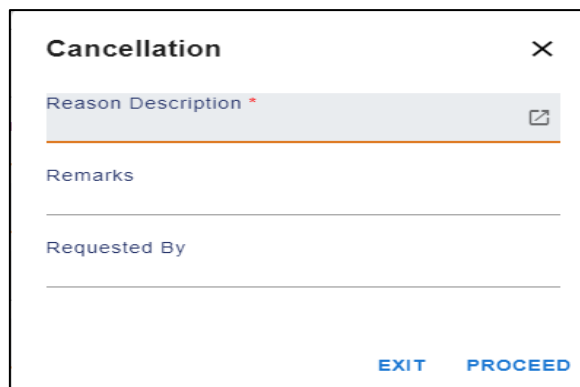 Cancellation
Reason Description *
Remarks
Requested By
EXIT PROCEED